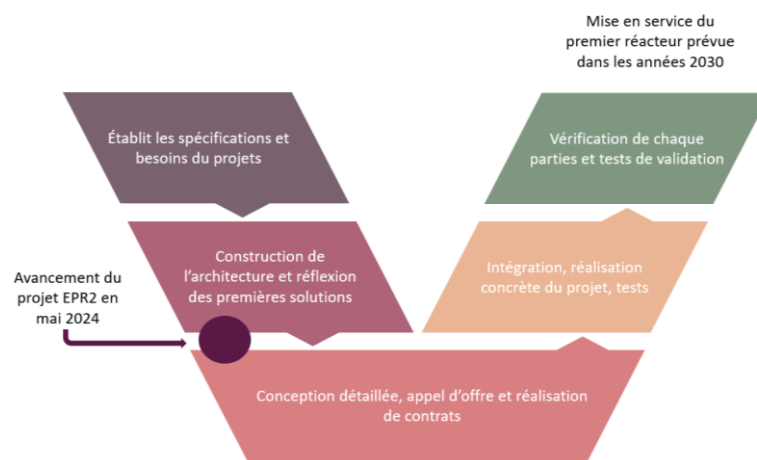 Mise en service du
premier réacteur prévue
dans les années 2030
Établit les spécifications et
besoins du projets
Vérification de chaque
parties et tests de validation
Construction de
l'architecture et réflexion
des premières solutions
Intégration, réalisation
concrète du projet, tests
Avancement du
projet EPR2 en
mai 2024
Conception détaillée, appel d'offre et réalisation
de contrats